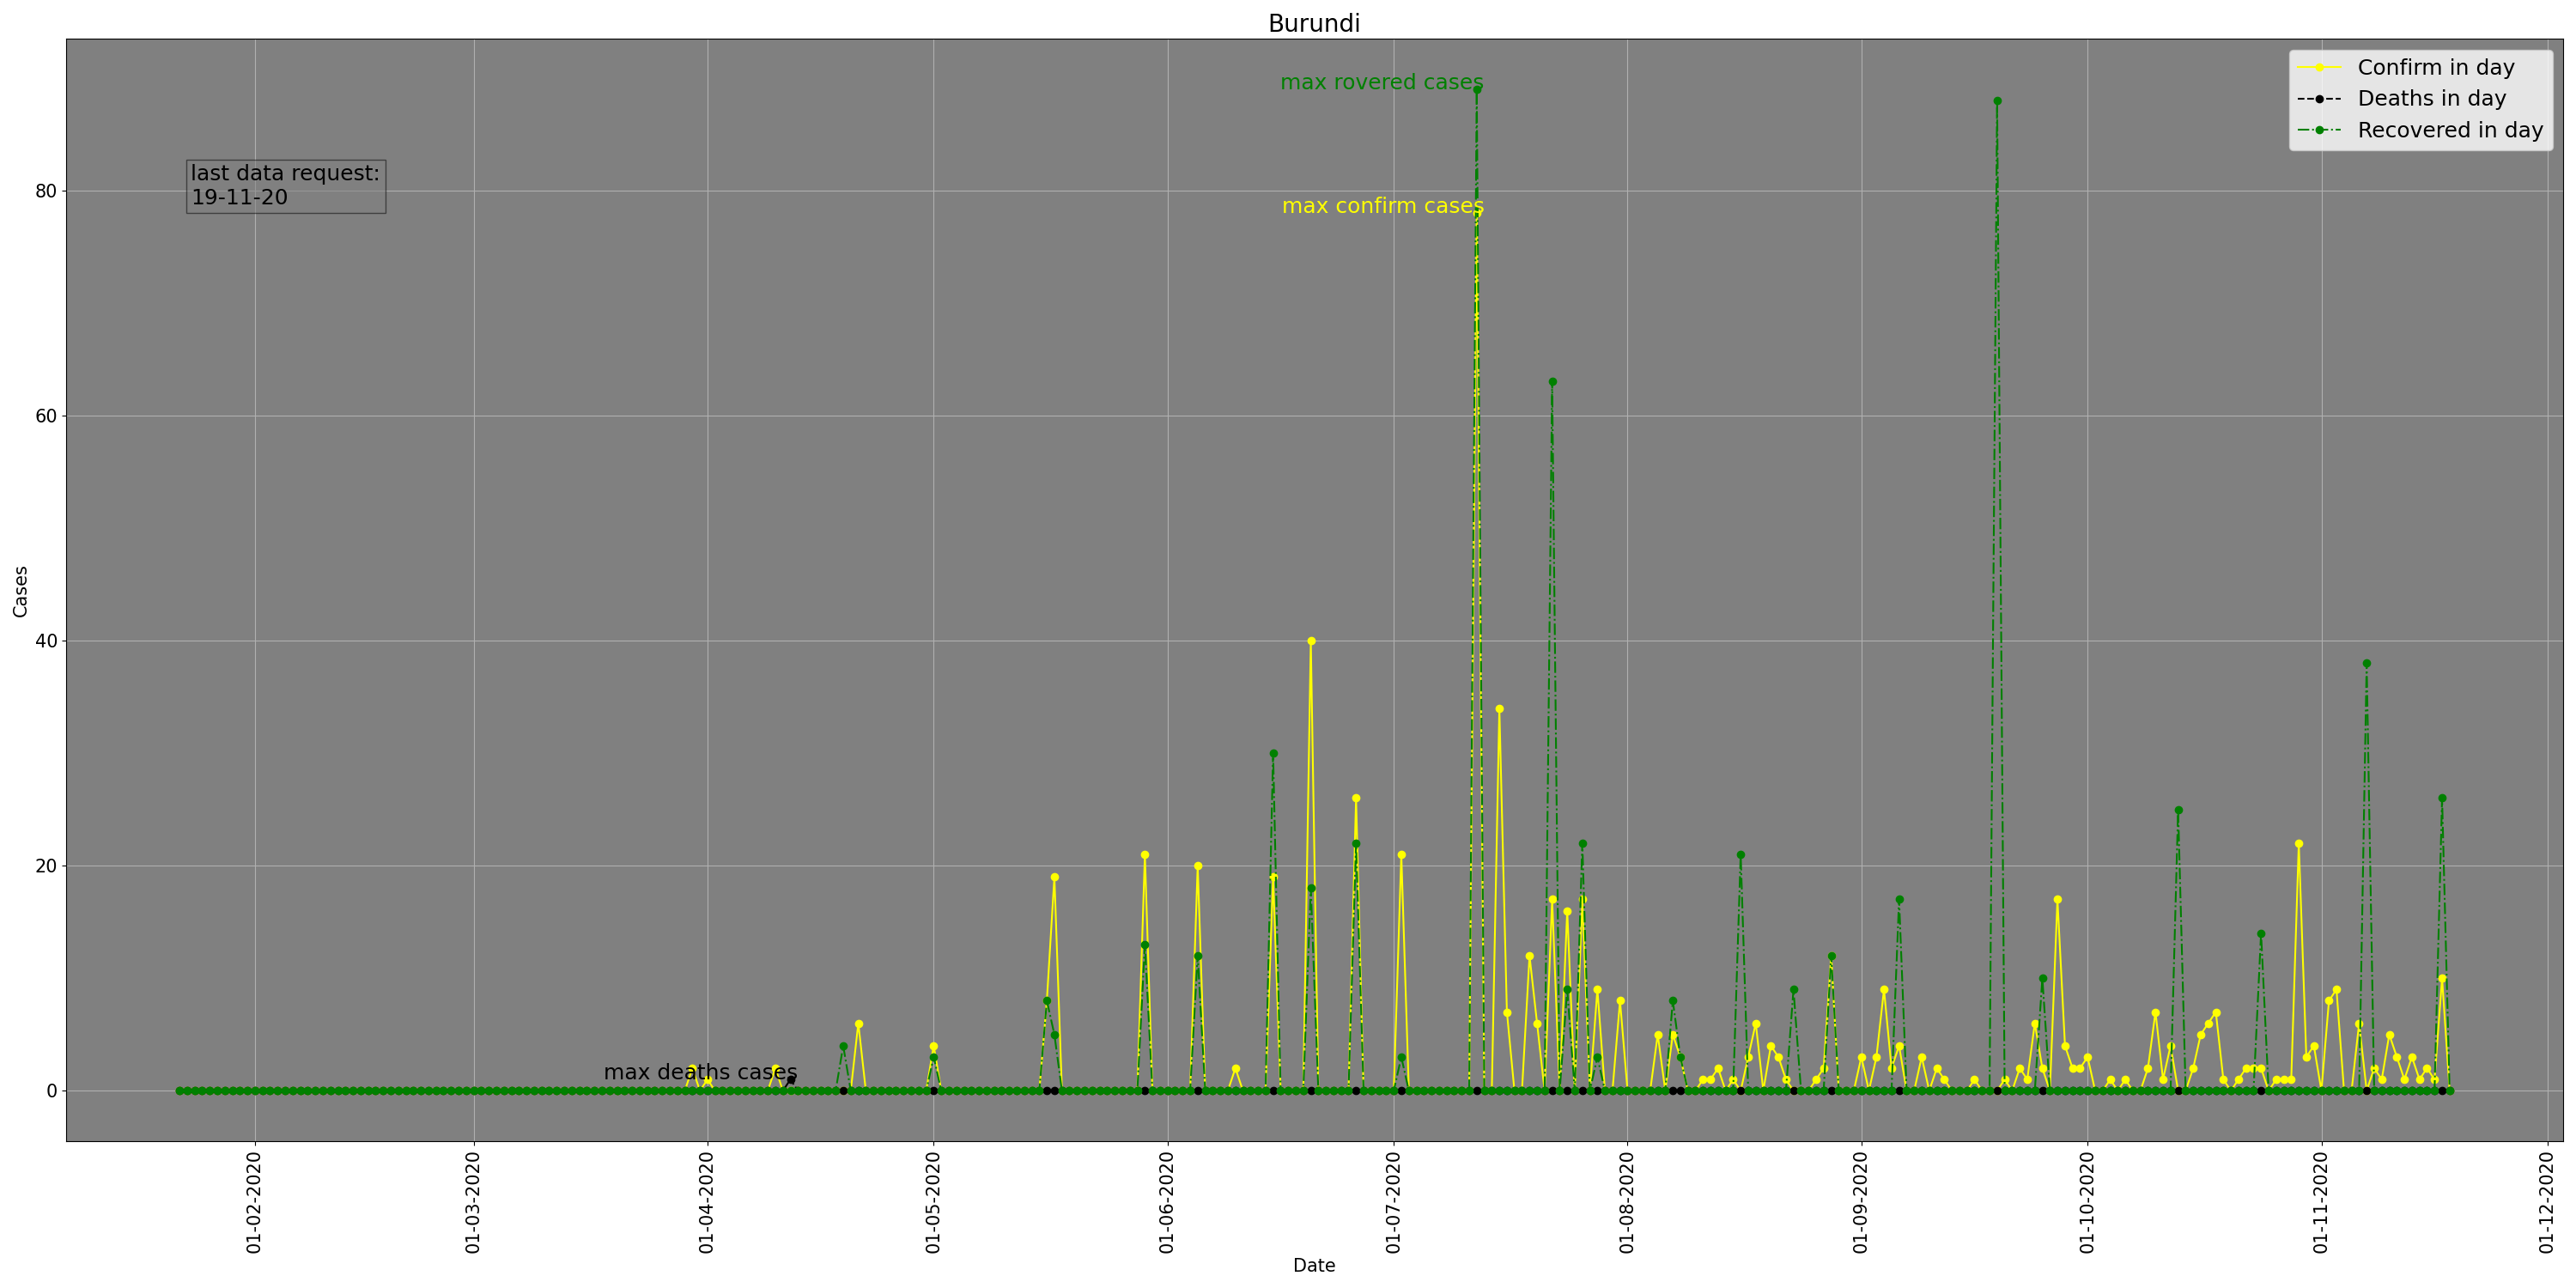 Burundi
Confirm in day
Deaths in day
Recovered in day
max rovered cases
last data request:
19-11-20
max confirm cases
max deaths cases
Cases
80
60
40
20
0
01-02-2020
01-03-2020
01-04-2020
01-05-2020
01-06-2020
01-07-2020
01-08-2020
01-09-2020
01-10-2020
01-11-2020
01-12-2020
Date